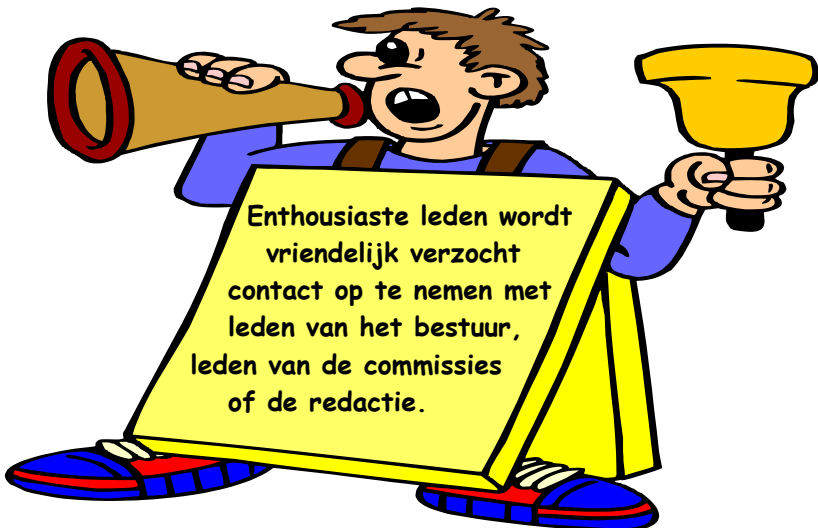 Enthousiaste leden wordt
vriendelijk verzocht
contact op te nemen met
leden van het bestuur,
leden van de commissies
of de redactie.